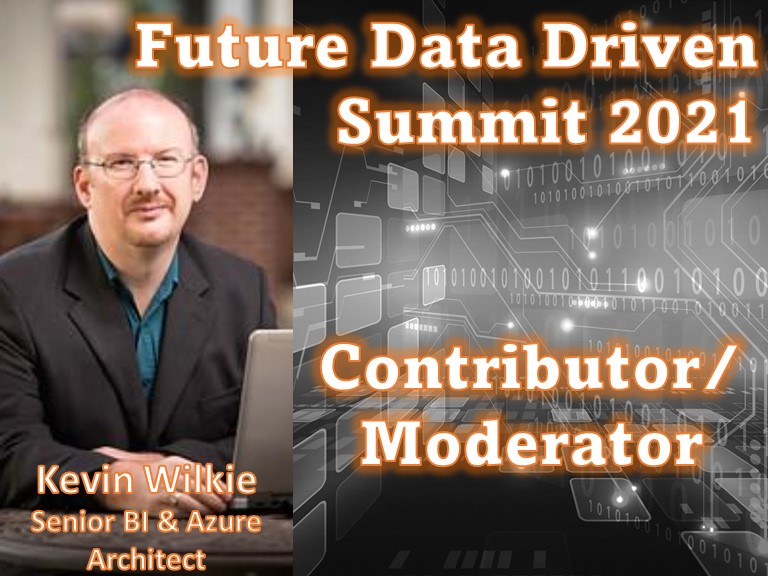 Future Data Driven
Summit 2021
Contributor/
Moderator
Kevin Wilkie
Senior BI & Azure
Architect